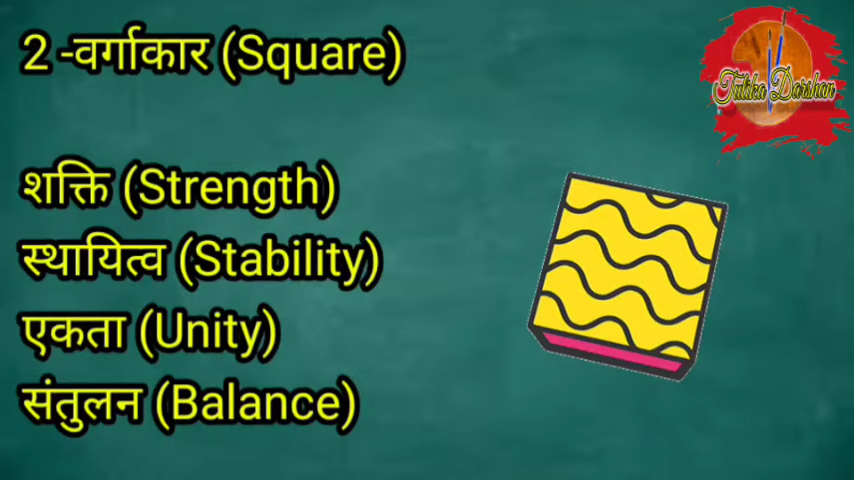 2 -वर्गाकार (Square)
Tulika Darshan
शक्ति (Strength)
स्थायित्व (Stability)
एकता (Unity)
संतुलन (Balance)